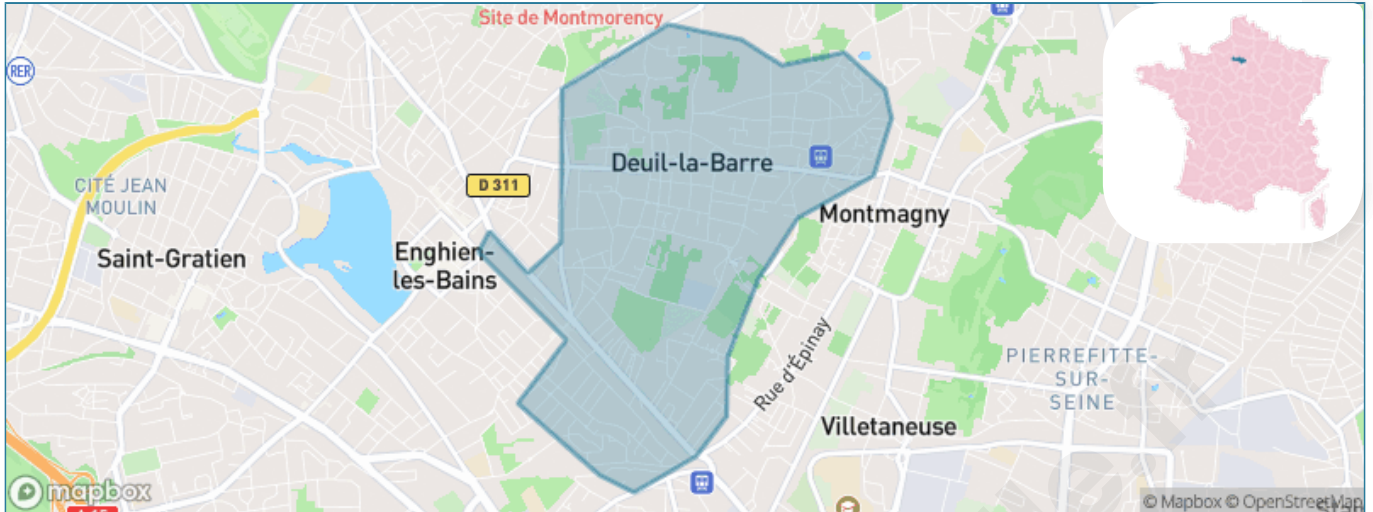 Site de Montmorency
RER
Deuil-la-Barre
CITÉ JEAN
MOULIN
D 311
Montmagny
Saint-Gratien
Enghien-
les-Bains
Rue d'Épinay
PIERREFITTE-
SUR-
SEINE
Villetaneuse
mapbox
© Mapbox © OpenStreetMap